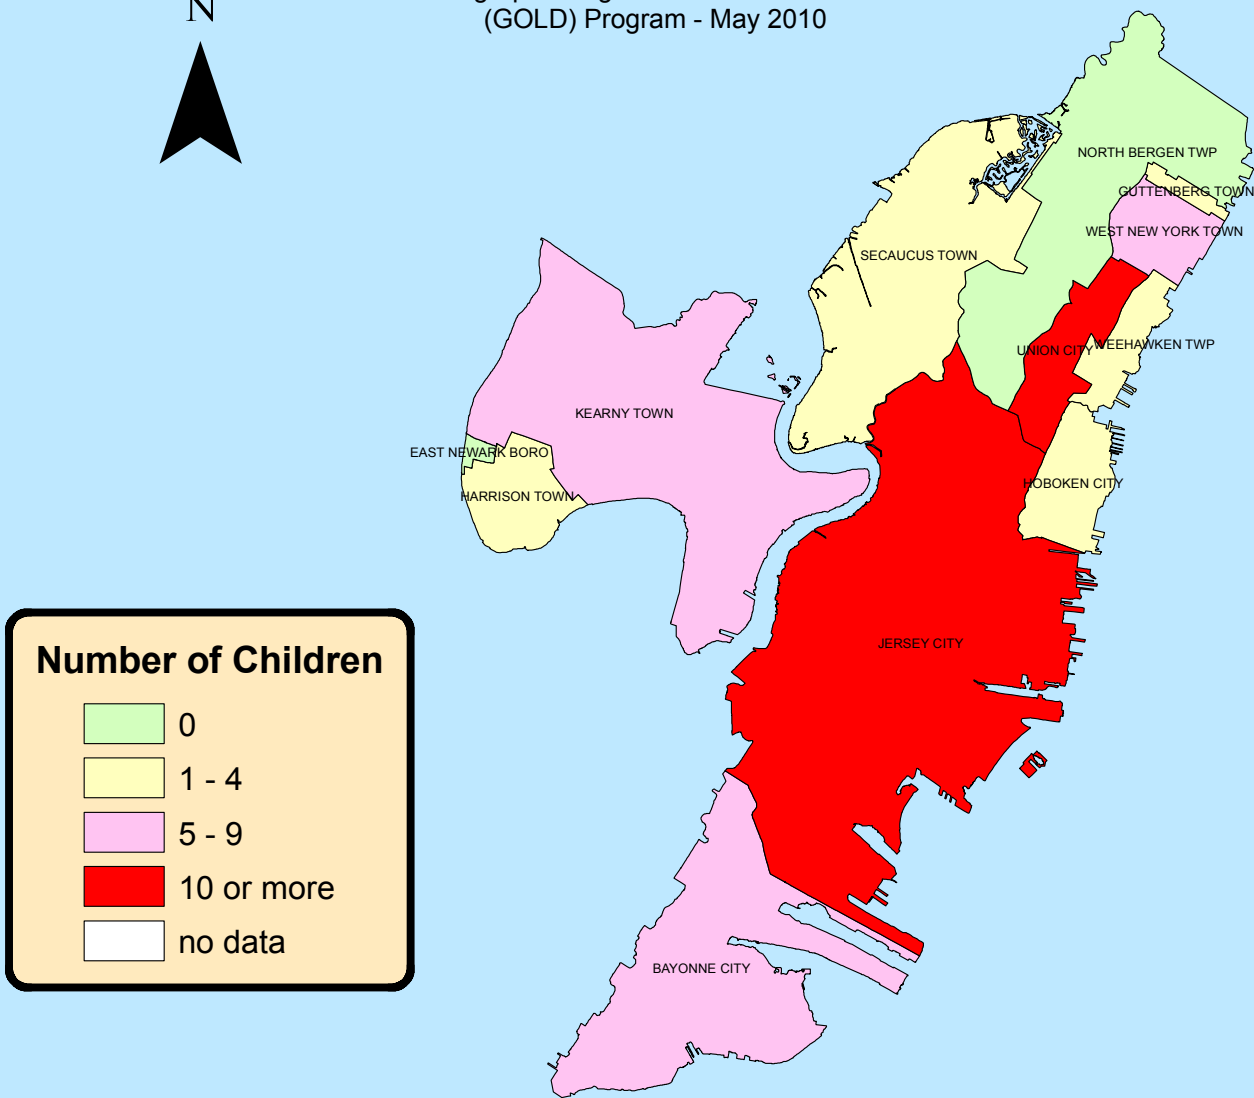 N
(GOLD) Program - May 2010
NORTH BERGEN TWP
GUTTENBERG TOWN
WEST NEW YORK TOWN
SECAUCUS TOWN
UNION CITY
WEEHAWKEN TWP
KEARNY TOWN
EAST NEWARK BORO
HARRISON TOWN
HOBOKEN CITY
JERSEY CITY
BAYONNE CITY
Number of Children
0
1 - 4
5 - 9
10 or more
no data